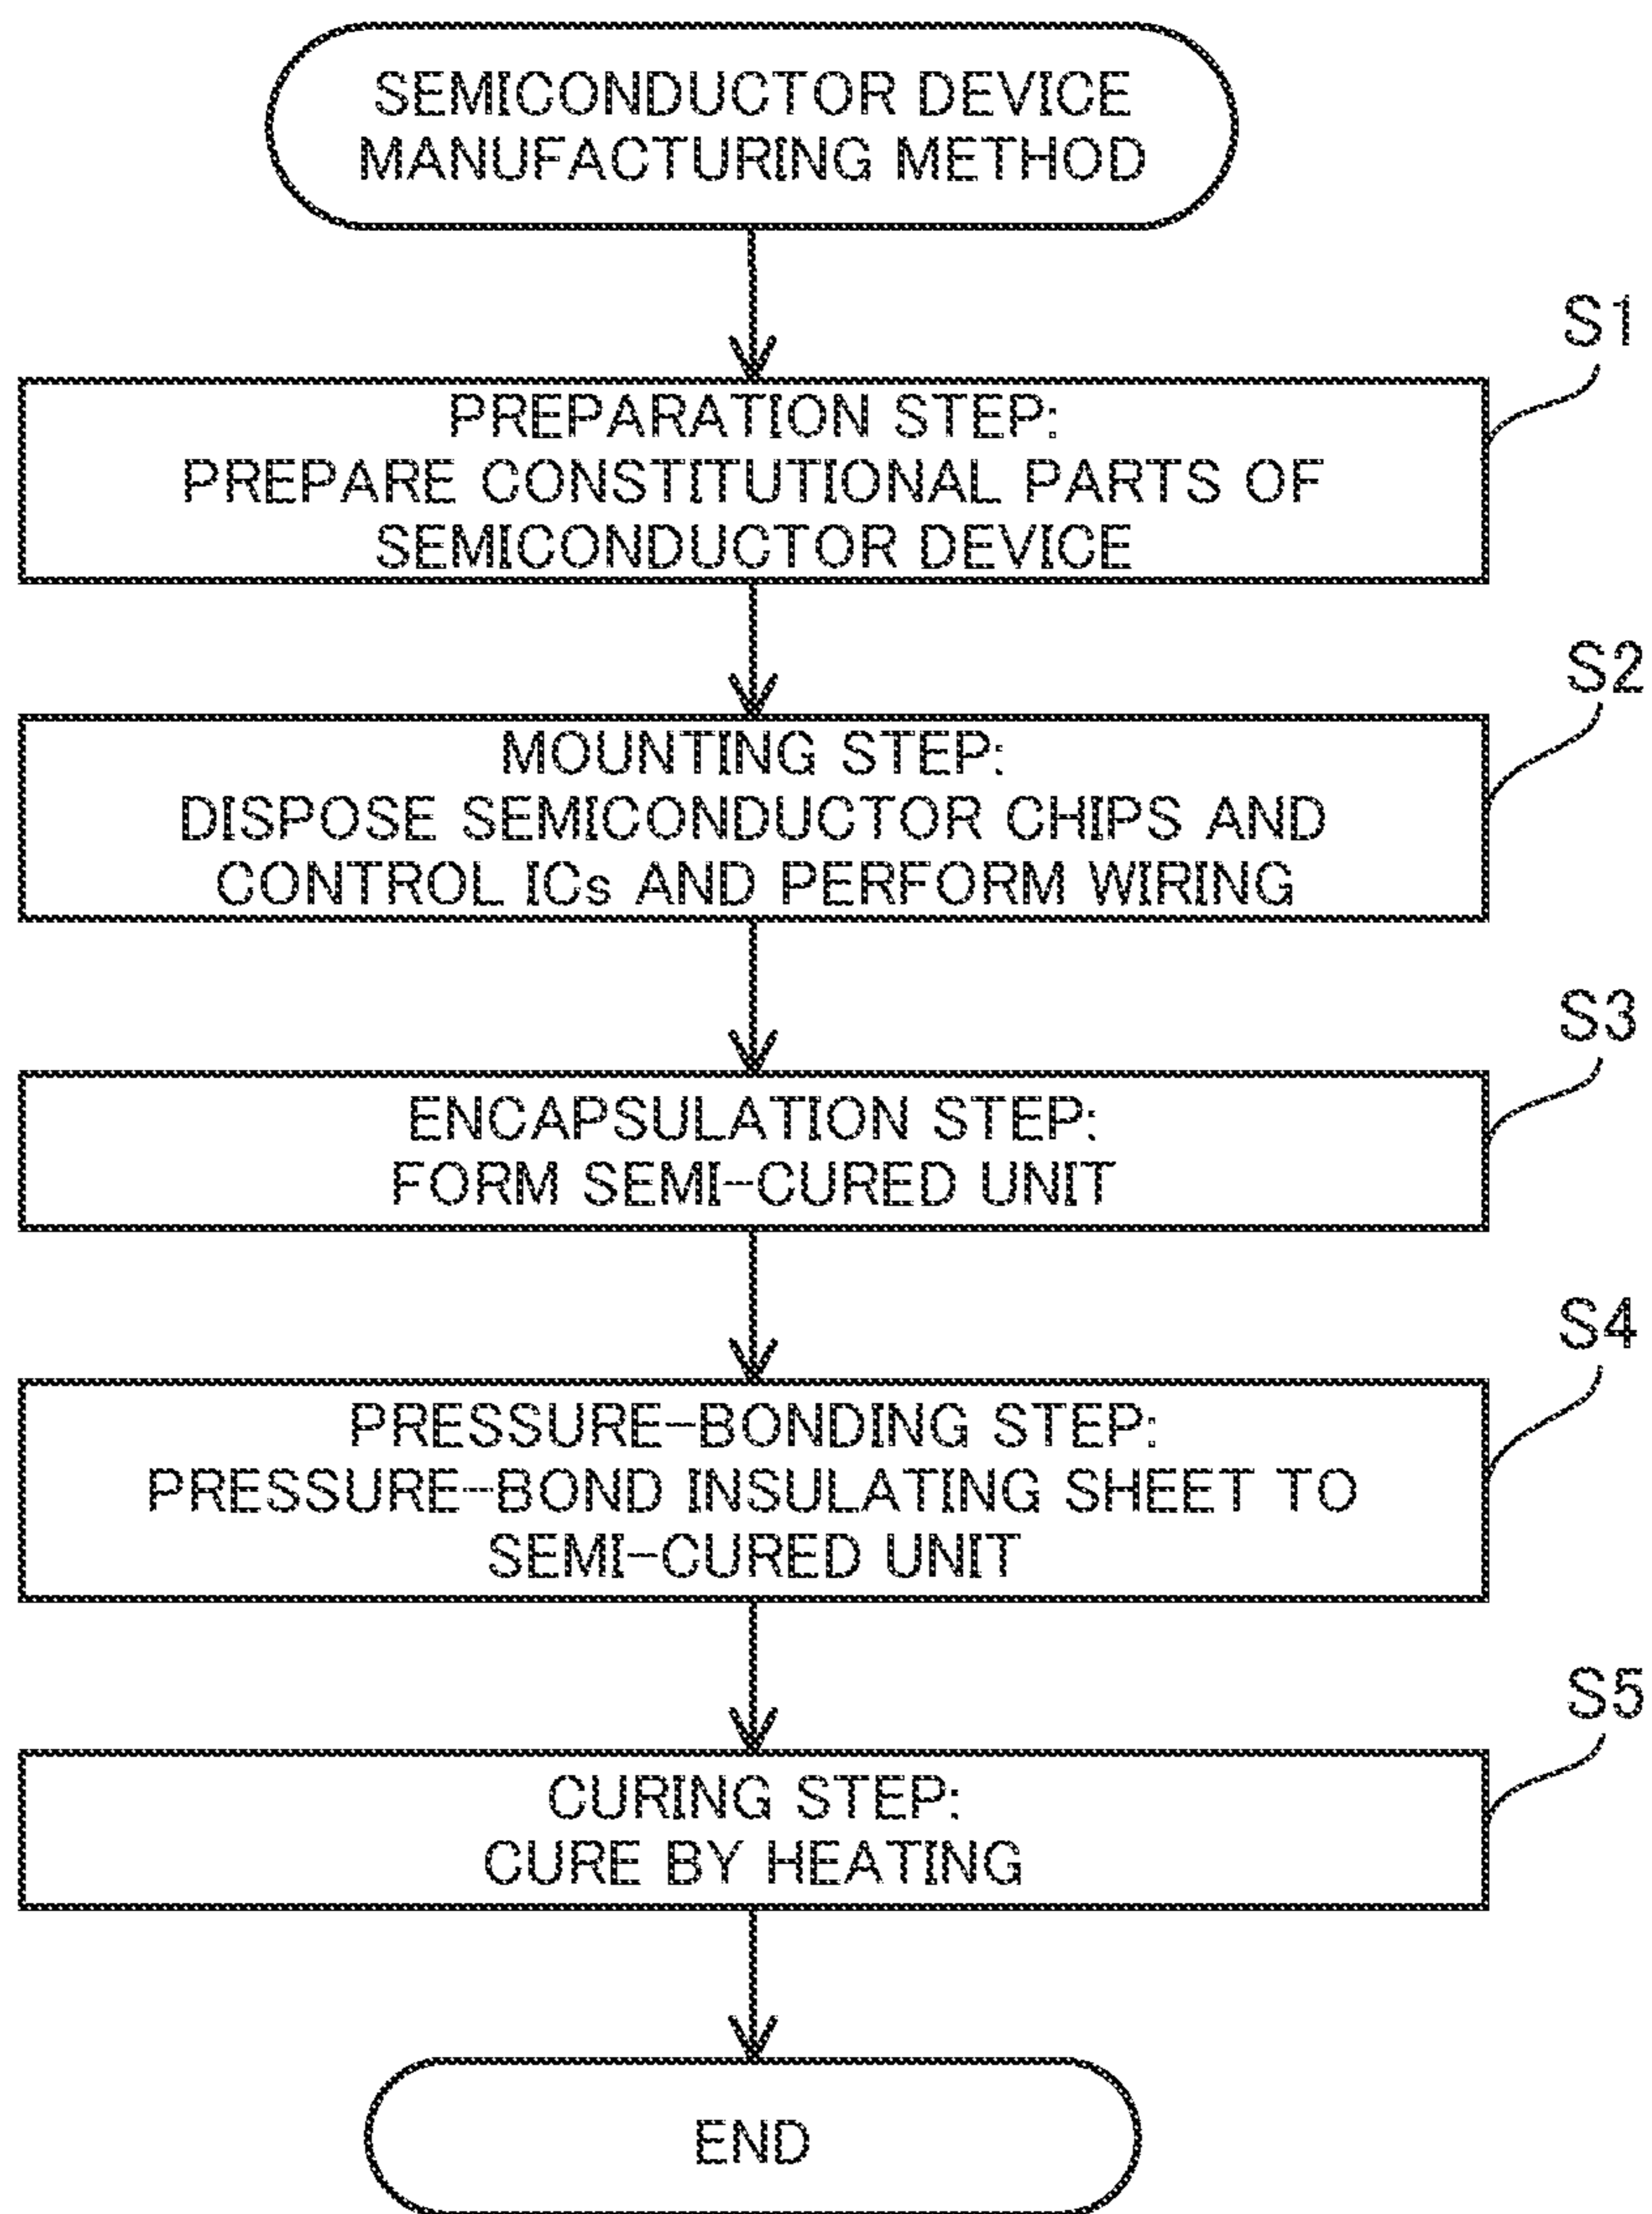 SEMICONDUCTOR DEVICE
MANUFACTURING METHOD
S1
PREPARATION STEP:
PREPARE CONSTITUTIONAL PARTS OF
SEMICONDUCTOR DEVICE
S2
MOUNTING STEP:
DISPOSE SEMICONDUCTOR CHIPS AND
CONTROL ICs AND PERFORM WIRING
S3
ENCAPSULATION STEP:
FORM SEMI-CURED UNIT
S4
PRESSURE-BONDING STEP:
PRESSURE-BOND INSULATING SHEET TO
SEMI-CURED UNIT
S5
CURING STEP:
CURE BY HEATING
END